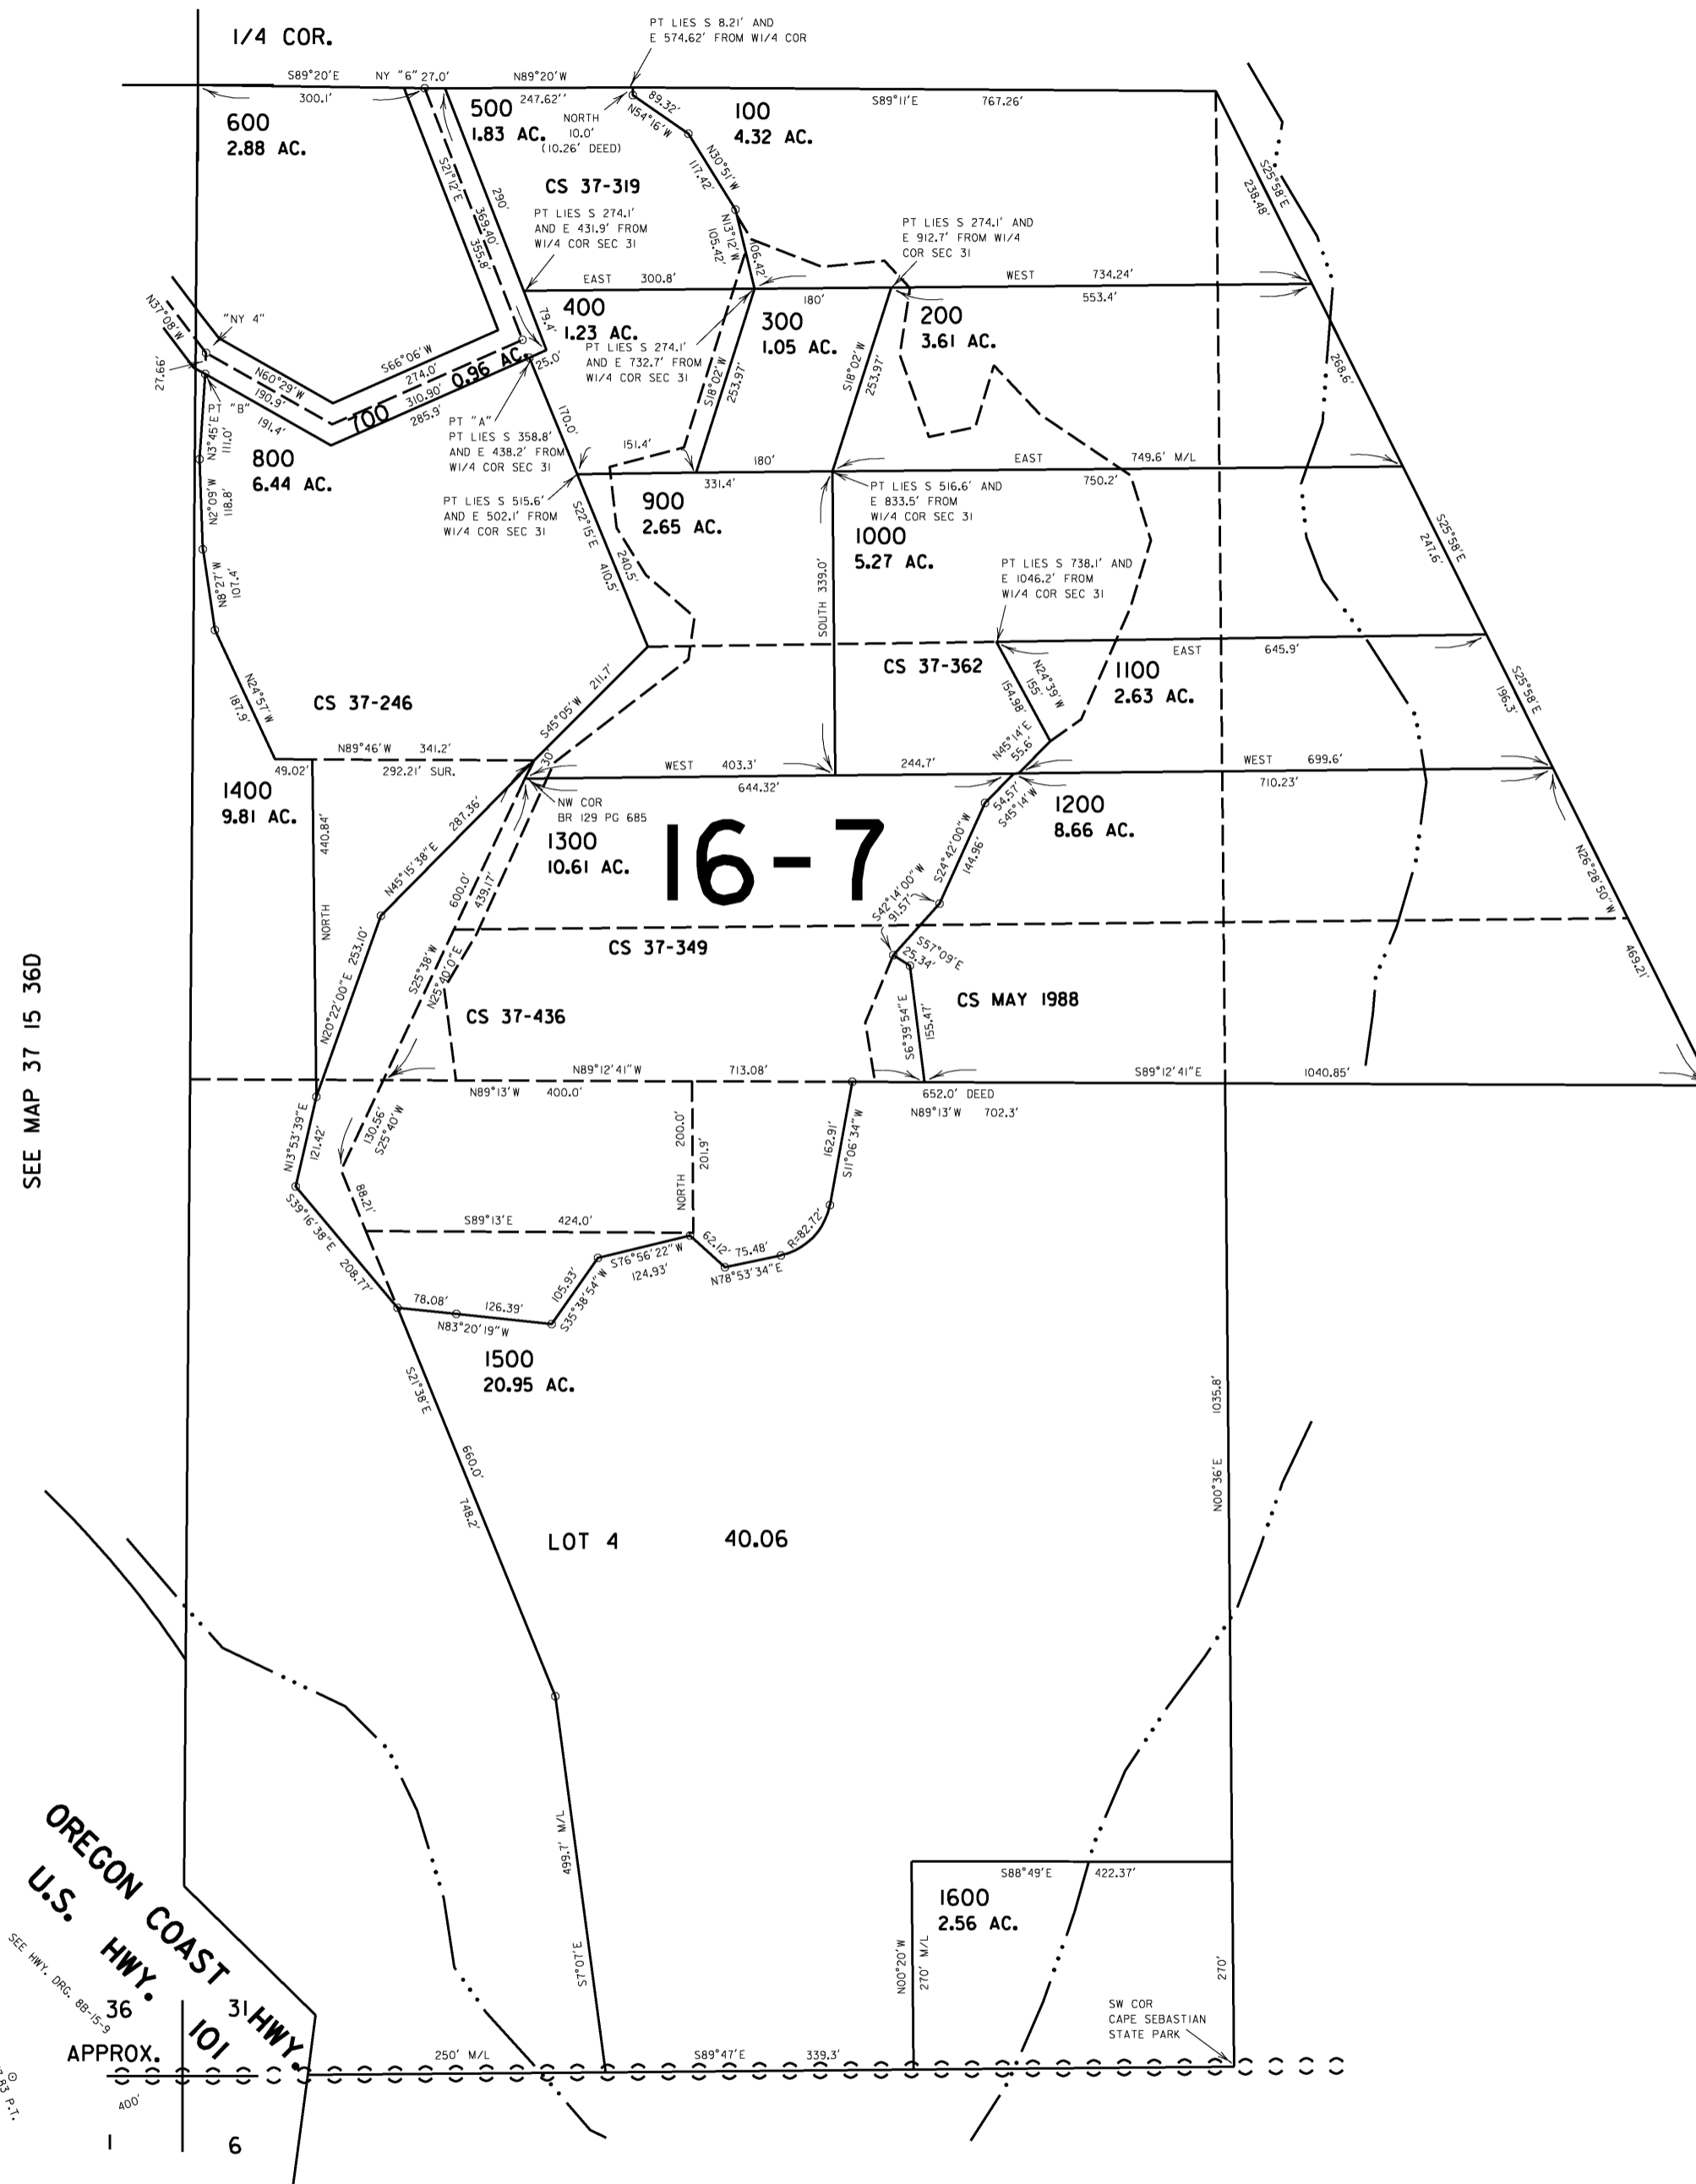 1/4 COR.
PT LIES S 8.21' AND
E 574.62' FROM W1/4 COR
S89°20'E
300.1'
NY "6"
27.0'
N89°20'W
247.62''
S89°11'E
767.26'
600
2.88 AC.
500
1.83 AC.
NORTH
10.0'
(10.26' DEED)
89.32'
N54°16'W
100
4.32 AC.
N30°51'W
117.42'
CS 37-319
S21°12'E
369.40'
355.8'
290'
PT LIES S 274.1'
AND E 431.9' FROM
W1/4 COR SEC 31
N13°12'W
105.42'
106.42'
PT LIES S 274.1' AND
E 912.7' FROM W1/4
COR SEC 31
S25°58'E
238.48'
EAST 300.8'
180'
WEST 734.24'
553.4'
N37°08'W
"NY 4"
27.66'
S66°06'W
274.0'
N60°29'W
190.9'
191.4'
310.90'
285.9'
700
0.96 AC.
79.4'
25.0'
400
1.23 AC.
PT LIES S 274.1'
AND E 732.7' FROM
W1/4 COR SEC 31
300
1.05 AC.
200
3.61 AC.
S18°02'W
253.97'
S18°02'W
253.97'
268.6'
PT "B"
PT "A"
PT LIES S 358.8'
AND E 438.2' FROM
W1/4 COR SEC 31
170.0'
N3°45'E
111.0'
800
6.44 AC.
N2°09'W
118.8'
151.4'
180'
331.4'
EAST 749.6' M/L
750.2'
PT LIES S 515.6'
AND E 502.1' FROM
W1/4 COR SEC 31
PT LIES S 516.6' AND
E 833.5' FROM
W1/4 COR SEC 31
900
2.65 AC.
1000
5.27 AC.
S22°15'E
410.5'
240.5'
SOUTH 339.0'
S25°58'E
247.6'
PT LIES S 738.1' AND
E 1046.2' FROM
W1/4 COR SEC 31
N8°27'W
107.4'
EAST 645.9'
CS 37-362
1100
2.63 AC.
N24°39'W
155'
154.98'
S25°58'E
196.3'
N24°57'W
187.9'
CS 37-246
S45°05'W 211.7'
N45°14'E
55.6'
N89°46'W 341.2'
49.02'
292.21' SUR.
30'
WEST 403.3'
244.7'
644.32'
WEST 699.6'
710.23'
1400
9.81 AC.
NORTH 440.84'
N45°15'38"E 287.36'
NW COR
BR 129 PG 685
1300
10.61 AC.
16-7
54.57'
S45°14'W
1200
8.66 AC.
S24°42'00"W
144.96'
S42°14'00"W
91.57'
N26°28'50"W
469.21'
600.0'
439.17'
S25°38'W
N25°40'0"E
N20°22'00"E 253.10'
CS 37-349
S57°09'E
25.34'
CS 37-436
CS MAY 1988
S6°39'54"E
155.47'
SEE MAP 37 15 36D
N89°12'41"W 713.08'
N89°13'W 400.0'
S89°12'41"E 1040.85'
652.0' DEED
N89°13'W 702.3'
N13°53'39"E
121.42'
130.56'
S25°40'W
88.21'
NORTH 200.0'
201.9'
162.91'
S11°06'34"W
S89°13'E 424.0'
S39°16'38"E
208.77'
R=82.72'
62.12'
75.48'
N78°53'34"E
S76°56'22"W
124.93'
105.93'
S35°38'54"W
78.08'
126.39'
N83°20'19"W
1500
20.95 AC.
S21°38'E
660.0'
748.2'
1035.8'
N00°36'E
LOT 4 40.06
499.7' M/L
S7°07'E
S88°49'E 422.37'
1600
2.56 AC.
N00°20'W
270' M/L
270'
SW COR
CAPE SEBASTIAN
STATE PARK
OREGON COAST HWY.
U.S. HWY. 101
SEE HWY. DRG. 8B-15-9
36
31
APPROX.
400'
1
6
250' M/L
S89°47'E 339.3'
83 P.T.